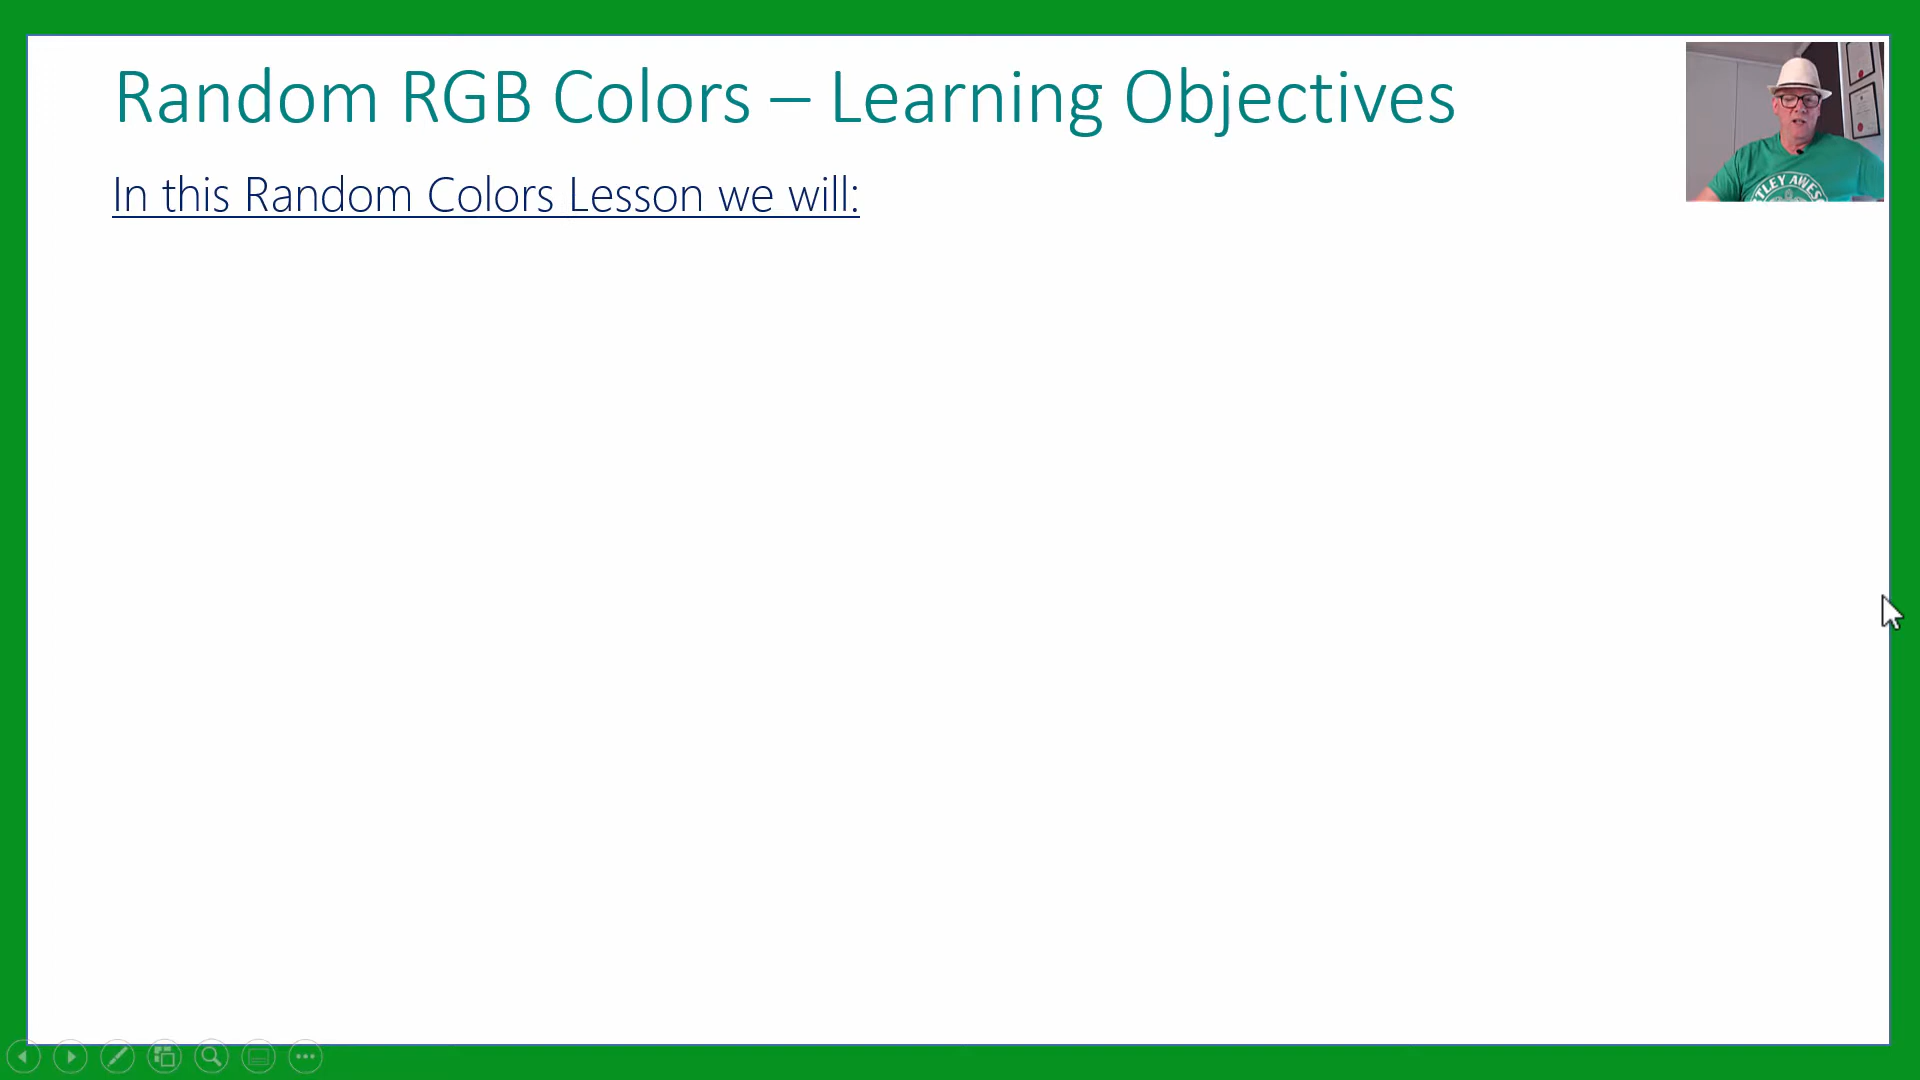 Random RGB Colors – Learning Objectives
In this Random Colors Lesson we will: